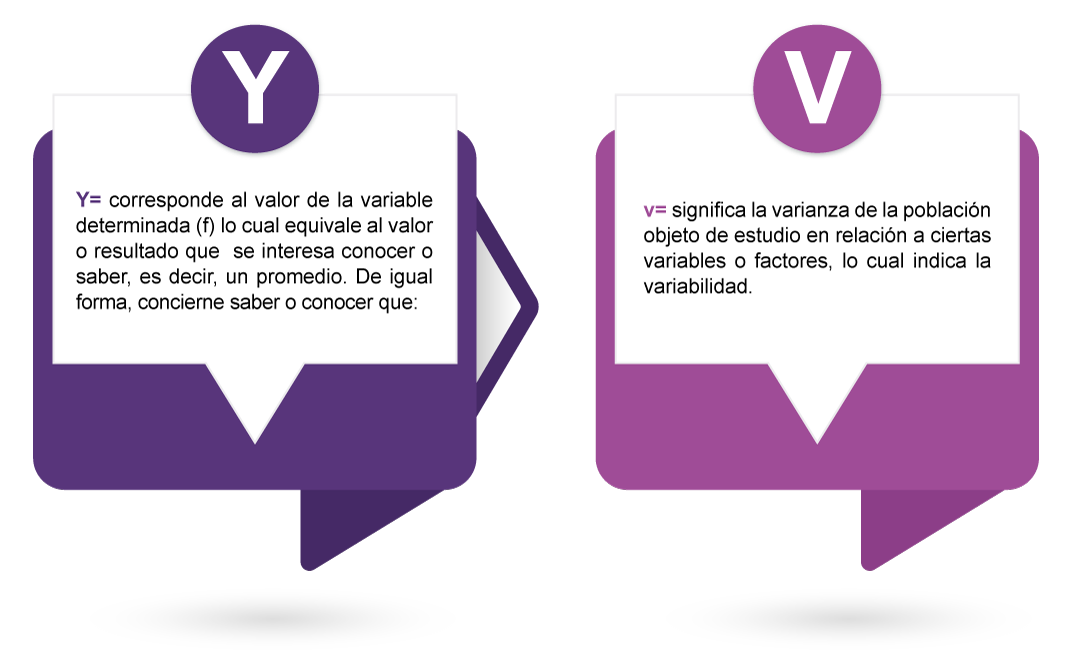 Y
Y= corresponde al valor de la variable
determinada (f) lo cual equivale al valor
o resultado que  se interesa conocer o
saber, es decir, un promedio. De igual
forma, concierne saber o conocer que:
V
v= significa la varianza de la población
objeto de estudio en relación a ciertas
variables o factores, lo cual indica la
variabilidad.